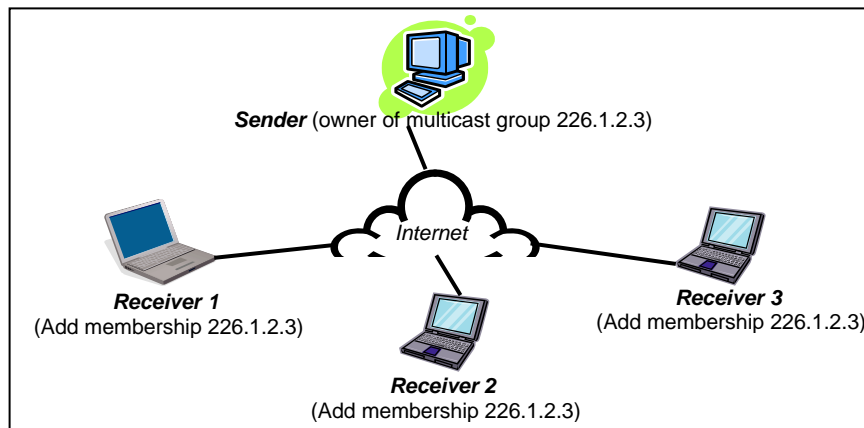 Sender (owner of multicast group 226.1.2.3)
Internet
Receiver 1
(Add membership 226.1.2.3)
Receiver 3
(Add membership 226.1.2.3)
Receiver 2
(Add membership 226.1.2.3)